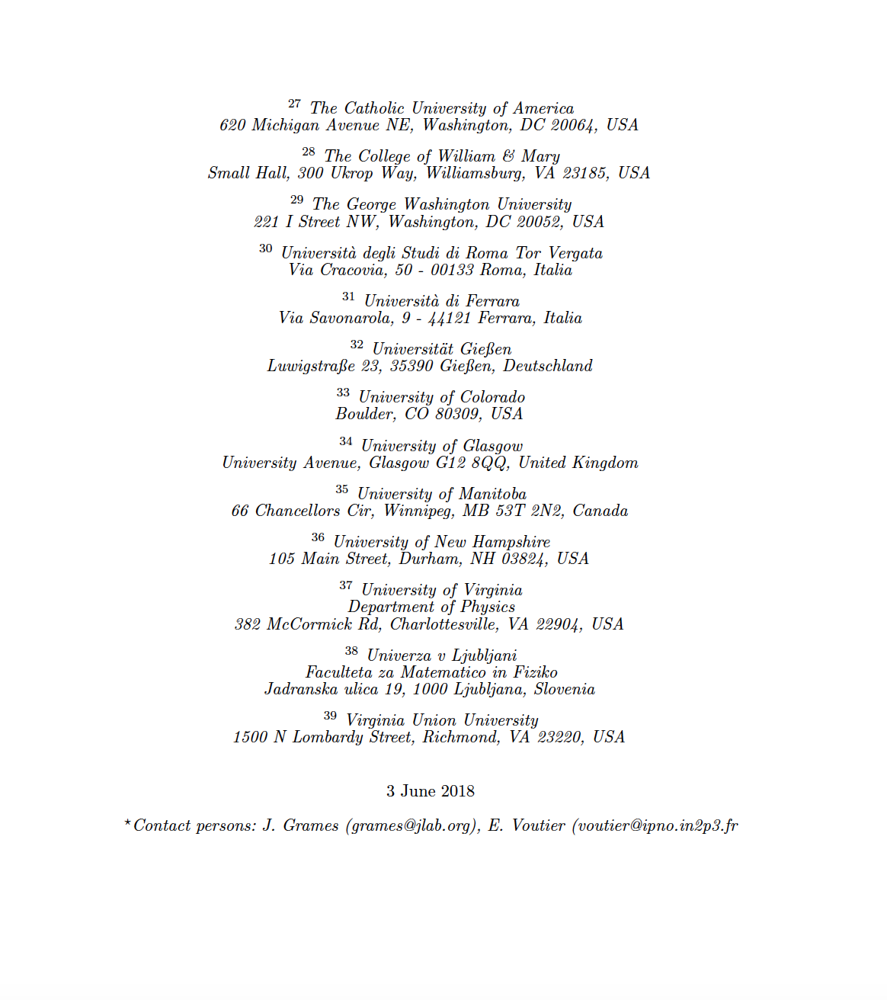 27 The Catholic University of America
620 Michigan Avenue NE, Washington, DC 20064, USA
28 The College of William & Mary
Small Hall, 300 Ukrop Way, Williamsburg, VA 23185, USA
29 The George Washington University
221 I Street NW, Washington, DC 20052, USA
30 Università degli Studi di Roma Tor Vergata
Via Cracovia, 50 - 00133 Roma, Italia
31 Università di Ferrara
Via Savonarola, 9 - 44121 Ferrara, Italia
32 Universität Gießen
Luwigstraße 23, 35390 Gießen, Deutschland
33 University of Colorado
Boulder, CO 80309, USA
34 University of Glasgow
University Avenue, Glasgow G12 8QQ, United Kingdom
35 University of Manitoba
66 Chancellors Cir, Winnipeg, MB 53T 2N2, Canada
36 University of New Hampshire
105 Main Street, Durham, NH 03824, USA
37 University of Virginia
Department of Physics
382 McCormick Rd, Charlottesville, VA 22904, USA
38 Univerza v Ljubljani
Faculteta za Matematico in Fiziko
Jadranska ulica 19, 1000 Ljubljana, Slovenia
39 Virginia Union University
1500 N Lombardy Street, Richmond, VA 23220, USA
3 June 2018
*Contact persons: J. Grames (grames@jlab.org), E. Voutier (voutier@ipno.in2p3.fr